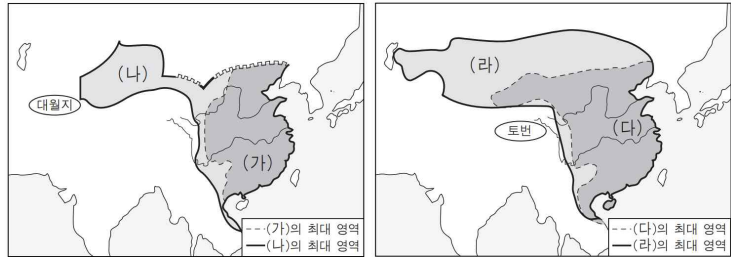 (나)
대월지
(가)
(가)의 최대 영역
(나)의 최대 영역
(라)
토번
(다)
(다)의 최대 영역
(라)의 최대 영역